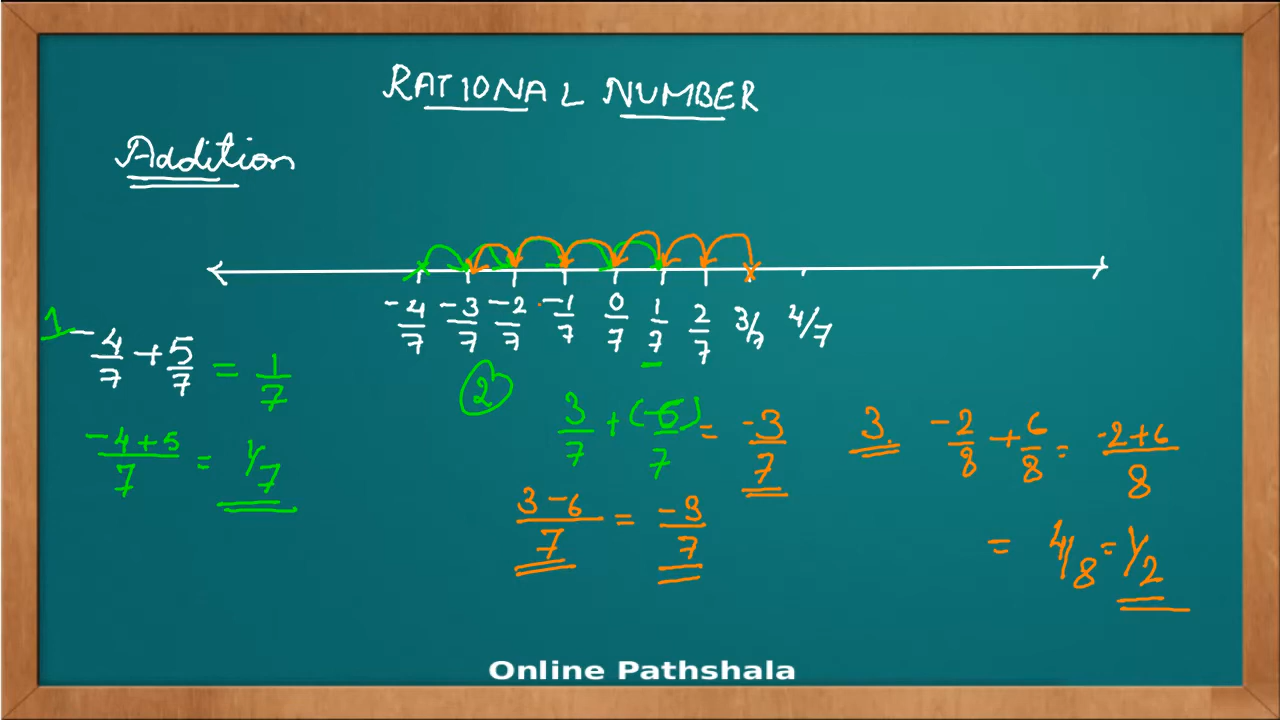 RATIONAL NUMBER
Addition
-4/7 -3/7 -2/7 -1/7 0/7 1/7 2/7 3/7 4/7
1 -4/7 + 5/7 = 1/7
(-4+5)/7 = 1/7
2 3/7 + (-6)/7 = -3/7
(3-6)/7 = -3/7
3. -2/8 + 6/8 = (-2+6)/8
= 4/8 = 1/2
Online Pathshala